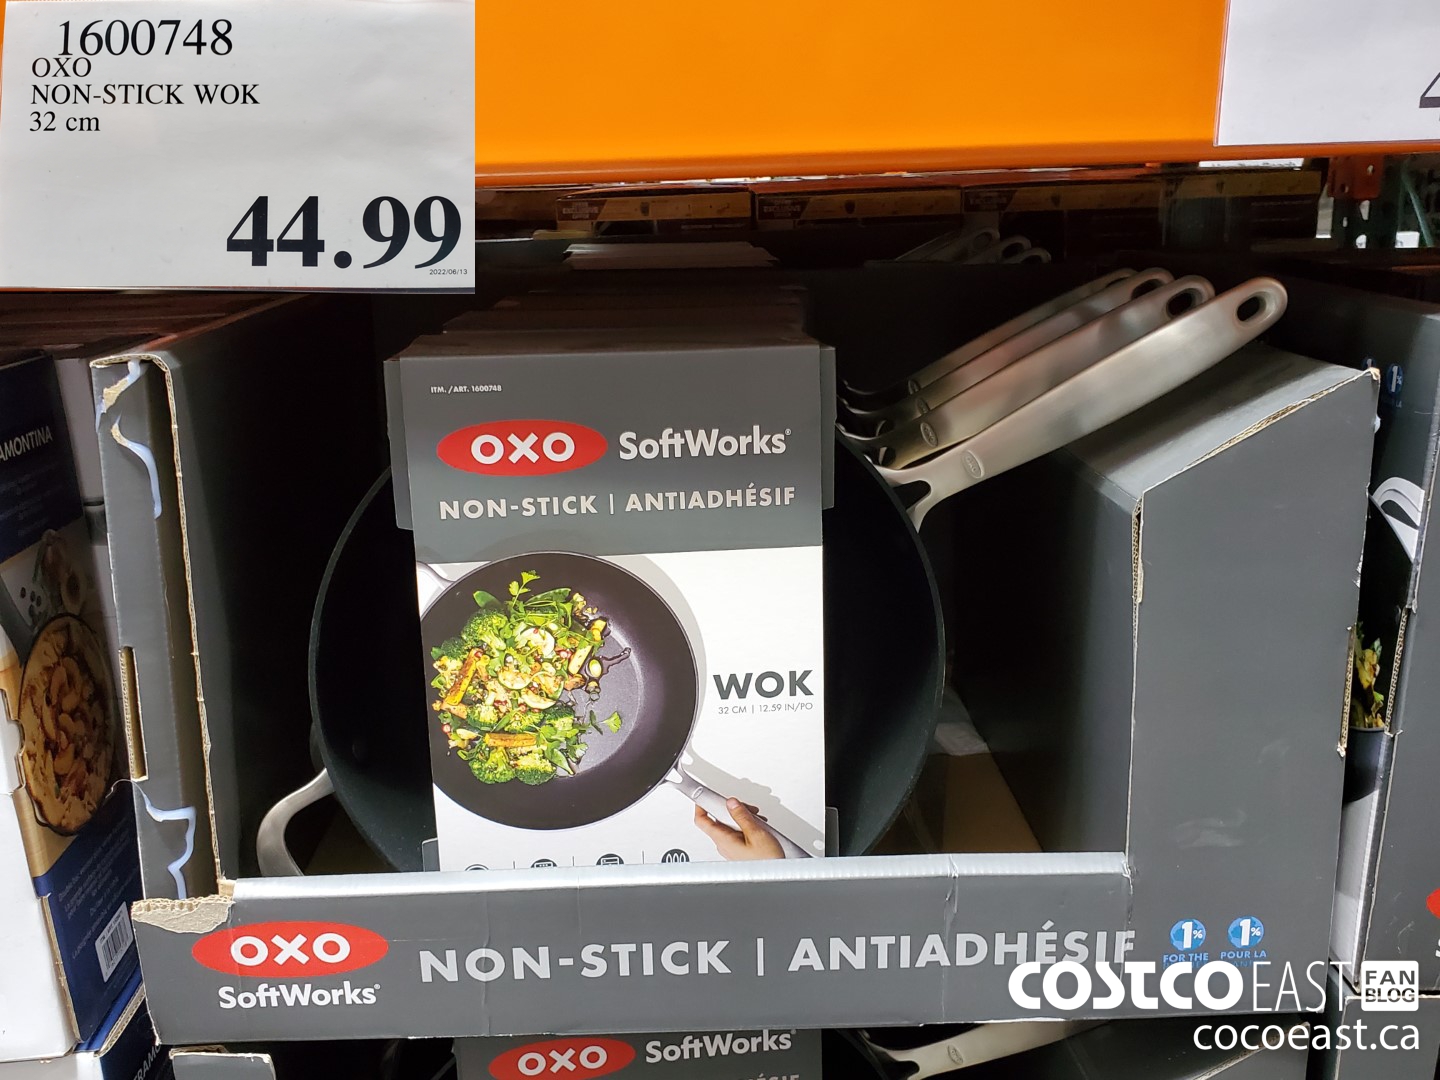 1600748
OXO
NON-STICK WOK
32 cm
44.99
2022/06/13
AMONTINA
ITM. /ART. 1600748
OXO SoftWorks®
NON-STICK | ANTIADHÉSIF
WOK
32 CM | 12.59 IN/PO
OXO
SoftWorks®
NON-STICK | ANTIADHÉSIF
1% 1%
FOR THE POUR LA
COSTCO EAST FAN BLOG
cocoeast.ca
OXO SoftWorks®